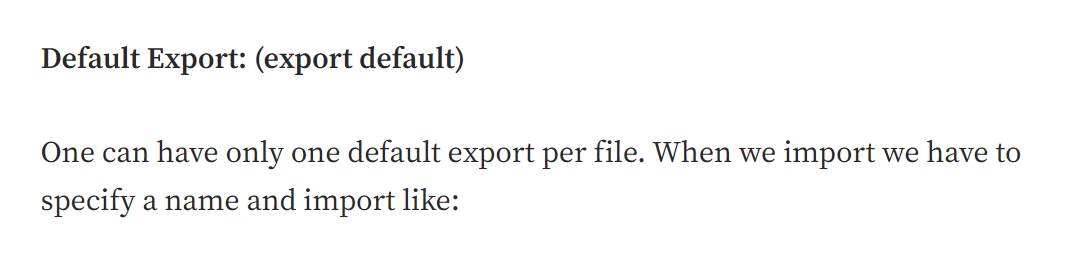 Default Export: (export default)
One can have only one default export per file. When we import we have to
specify a name and import like: